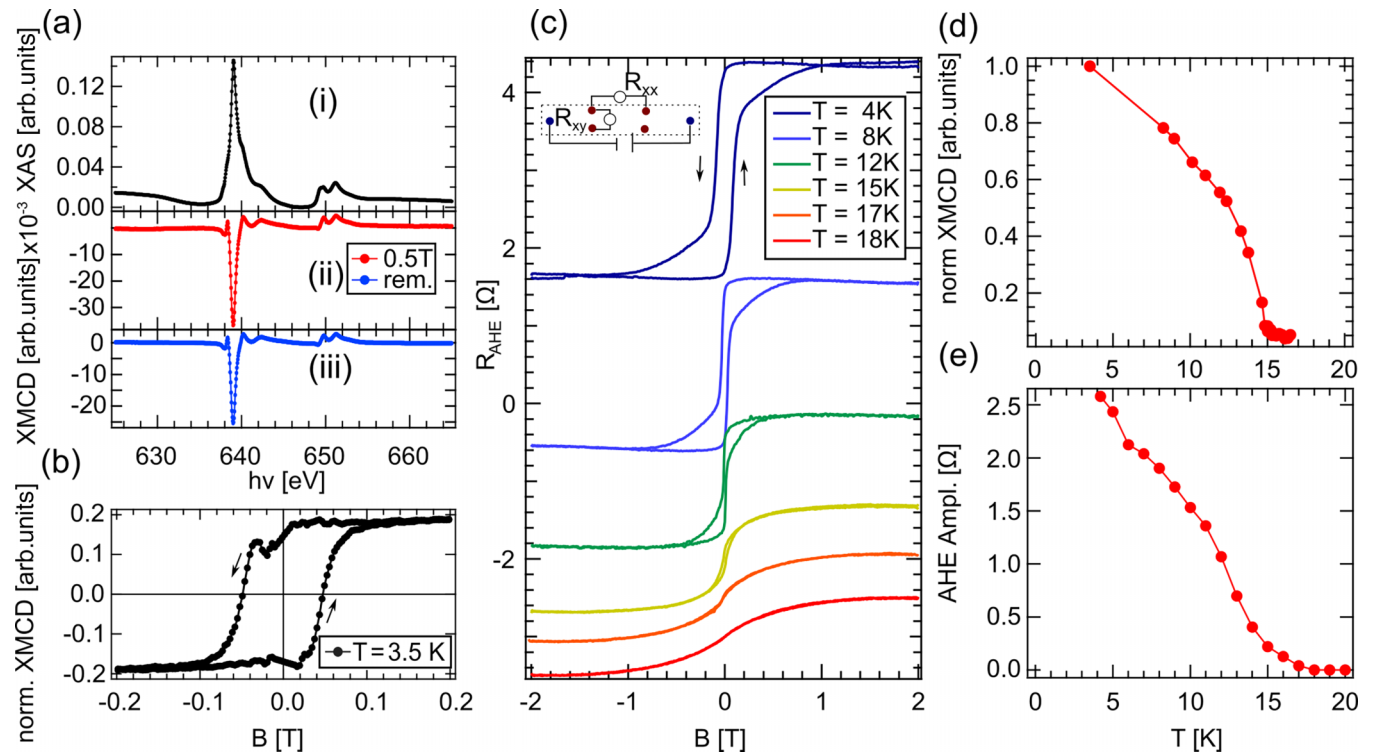 (a)
XAS [arb.units]
0.12
0.08
0.04
0.00
(i)
XMCD [arb.units] x10-3
0
-10
-20
-30
(ii)
0.5T
rem.
0
-10
-20
(iii)
630
640
650
660
hν [eV]
(b)
norm. XMCD [arb.units]
0.2
0.1
0.0
-0.1
-0.2
T = 3.5 K
-0.2
-0.1
0.0
0.1
0.2
B [T]
(c)
RAHE [Ω]
4
2
0
-2
Rxx
Rxy
T = 4K
T = 8K
T = 12K
T = 15K
T = 17K
T = 18K
-2
-1
0
1
2
B [T]
(d)
norm XMCD [arb.units]
1.0
0.8
0.6
0.4
0.2
0
5
10
15
20
(e)
AHE Ampl. [Ω]
2.5
2.0
1.5
1.0
0.5
0.0
0
5
10
15
20
T [K]